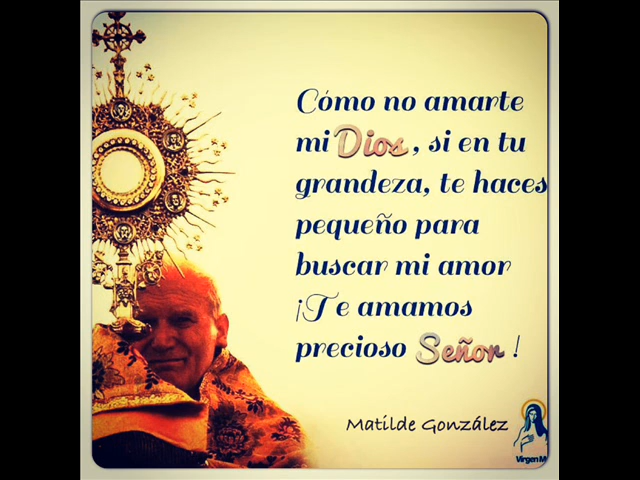 Cómo no amarte
mi Dios, si en tu
grandeza, te haces
pequeño para
buscar mi amor
¡Te amamos
precioso Señor!
Matilde González
Virgen M